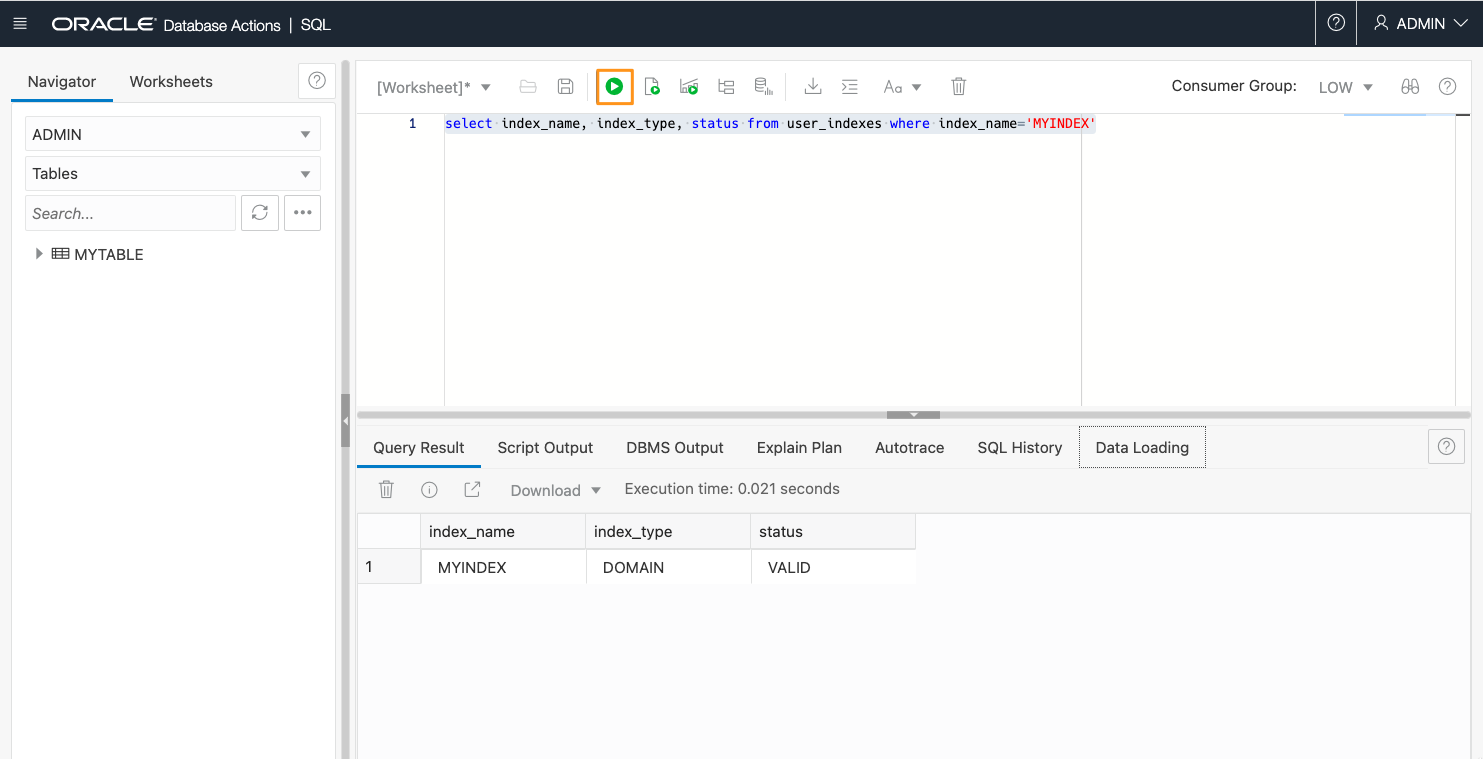 ORACLE Database Actions | SQL
ADMIN
Navigator
Worksheets
ADMIN
Tables
Search...
MYTABLE
[Worksheet]*
Aa
Consumer Group: LOW
1 select index_name, index_type, status from user_indexes where index_name='MYINDEX'
Query Result
Script Output
DBMS Output
Explain Plan
Autotrace
SQL History
Data Loading
Download
Execution time: 0.021 seconds
index_name index_type status
1 MYINDEX DOMAIN VALID